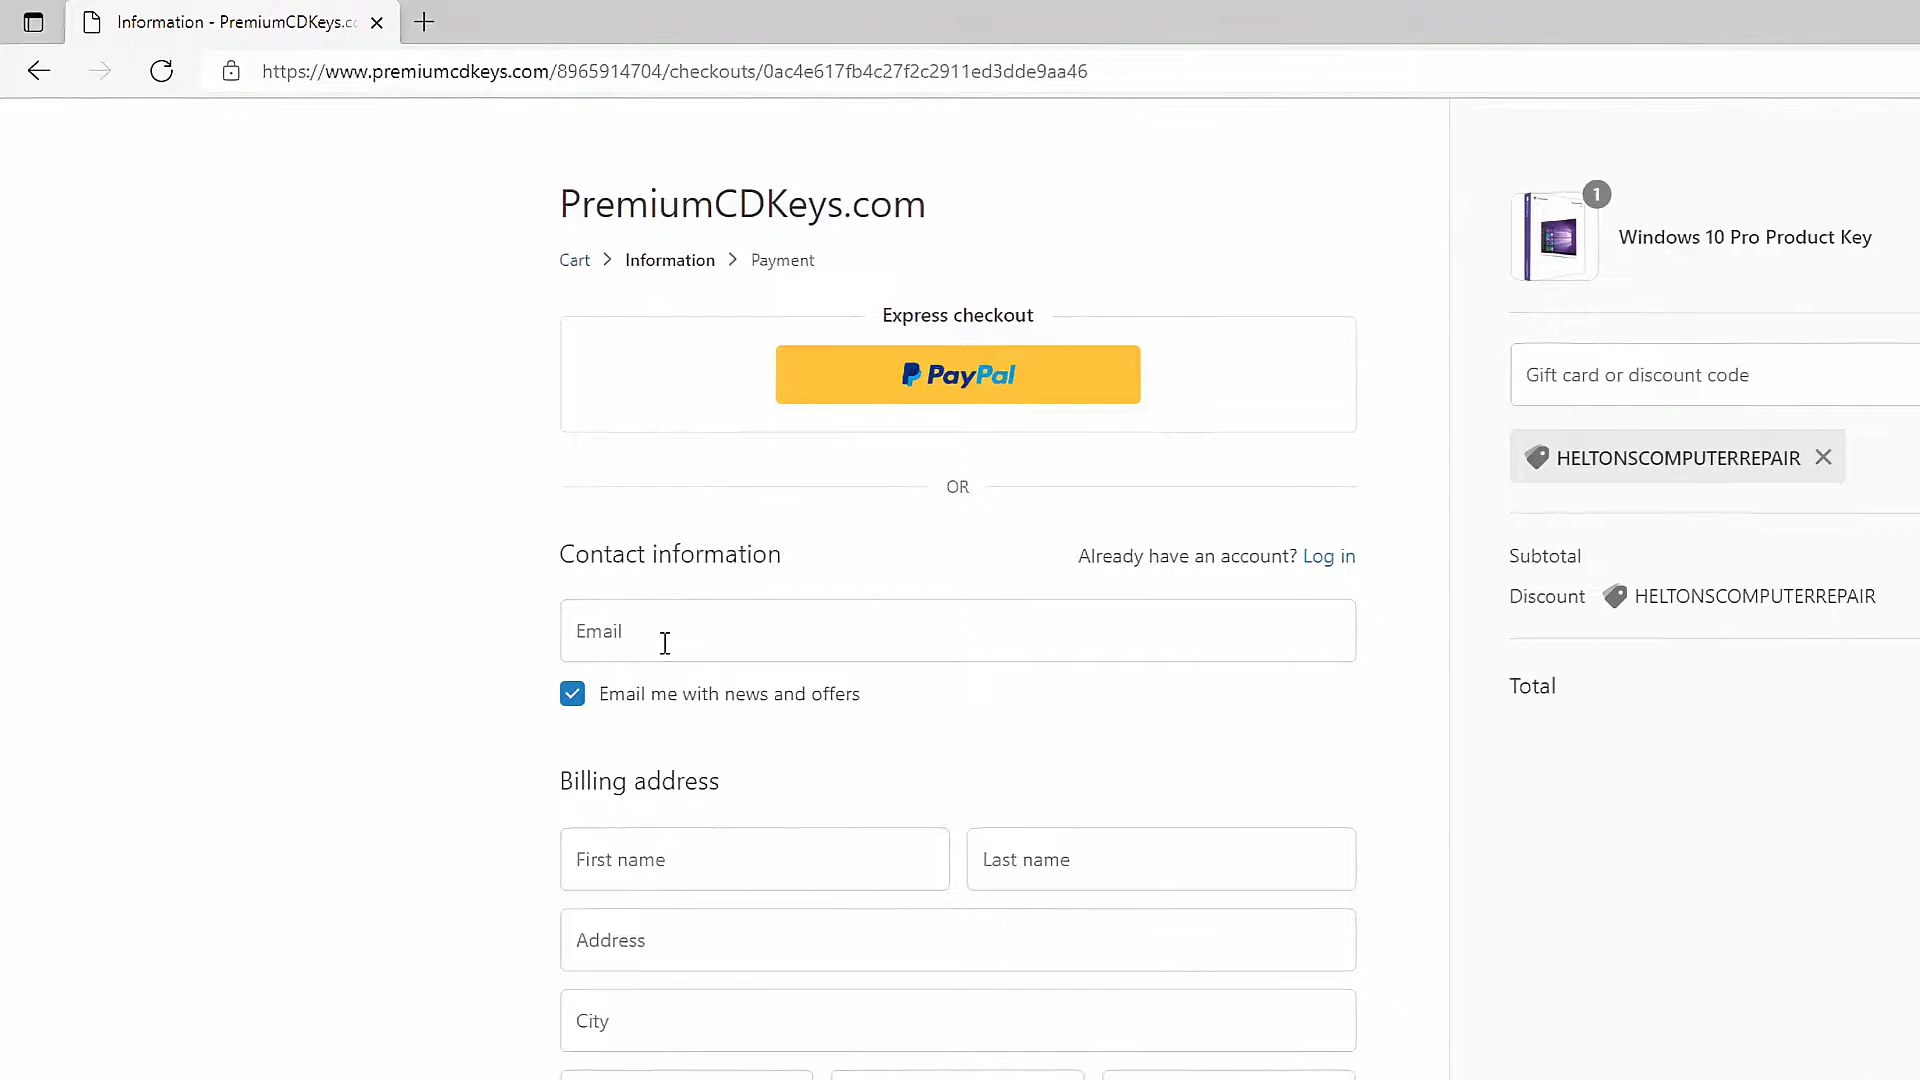 Information - PremiumCDKeys.co
https://www.premiumcdkeys.com/8965914704/checkouts/0ac4e617fb4c27f2c2911ed3dde9aa46
PremiumCDKeys.com
Cart > Information > Payment
Express checkout
PayPal
OR
Contact information
Already have an account? Log in
Email
Email me with news and offers
Billing address
First name
Last name
Address
City
1
Windows 10 Pro Product Key
Gift card or discount code
HELTONSCOMPUTERREPAIR
Subtotal
Discount HELTONSCOMPUTERREPAIR
Total